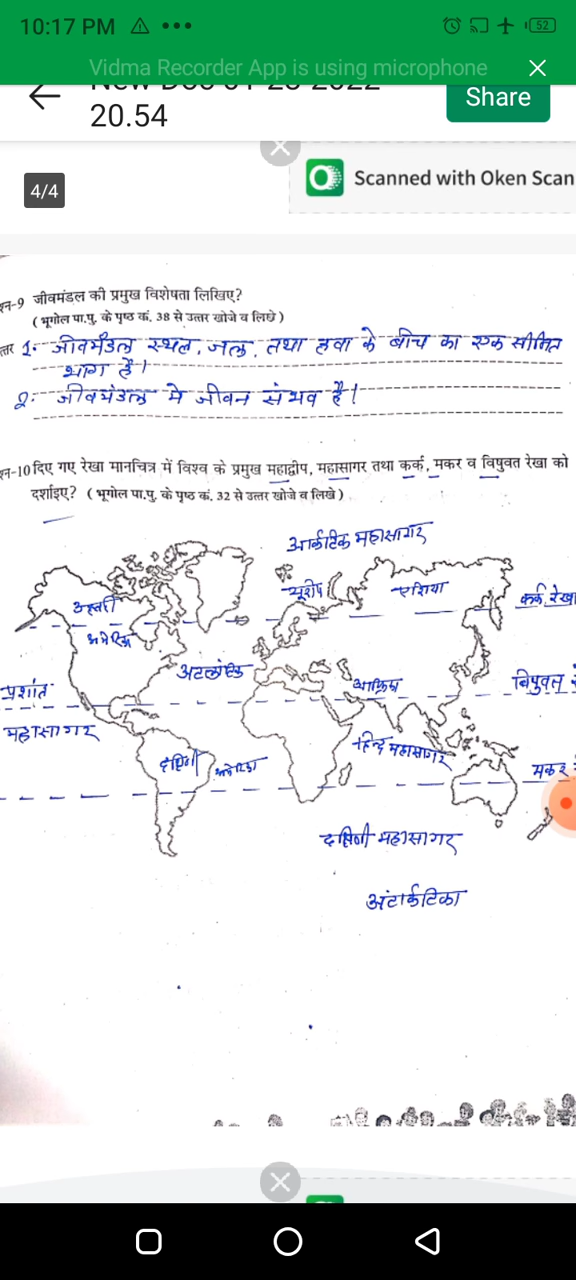 10:17 PM
52
Vidma Recorder App is using microphone
20.54
Share
4/4
Scanned with Oken Scan
न-9 जीवमंडल की प्रमुख विशेषता लिखिए?
( भूगोल पा.पु. के पृष्ठ कं. 38 से उत्तर खोजे व लिखे )
तर 1. जीवमंडल स्थल, जल, तथा हवा के बीच का एक सीमित
भाग है।
2. जीवमंडल मे जीवन संभव है।
न-10 दिए गए रेखा मानचित्र में विश्व के प्रमुख महाद्वीप, महासागर तथा कर्क, मकर व विषुवत रेखा को
दर्शाइए? ( भूगोल पा.पु. के पृष्ठ कं. 32 से उत्तर खोजे व लिखे )
आर्कटिक महासागर
यूरोप
एशिया
कर्क रेखा
उत्तरी
अमेरिका
प्रशांत
महासागर
विषुवत
हिन्द महासागर
दक्षिणी अमेरिका
मकर
दक्षिणी महासागर
अंटार्कटिका